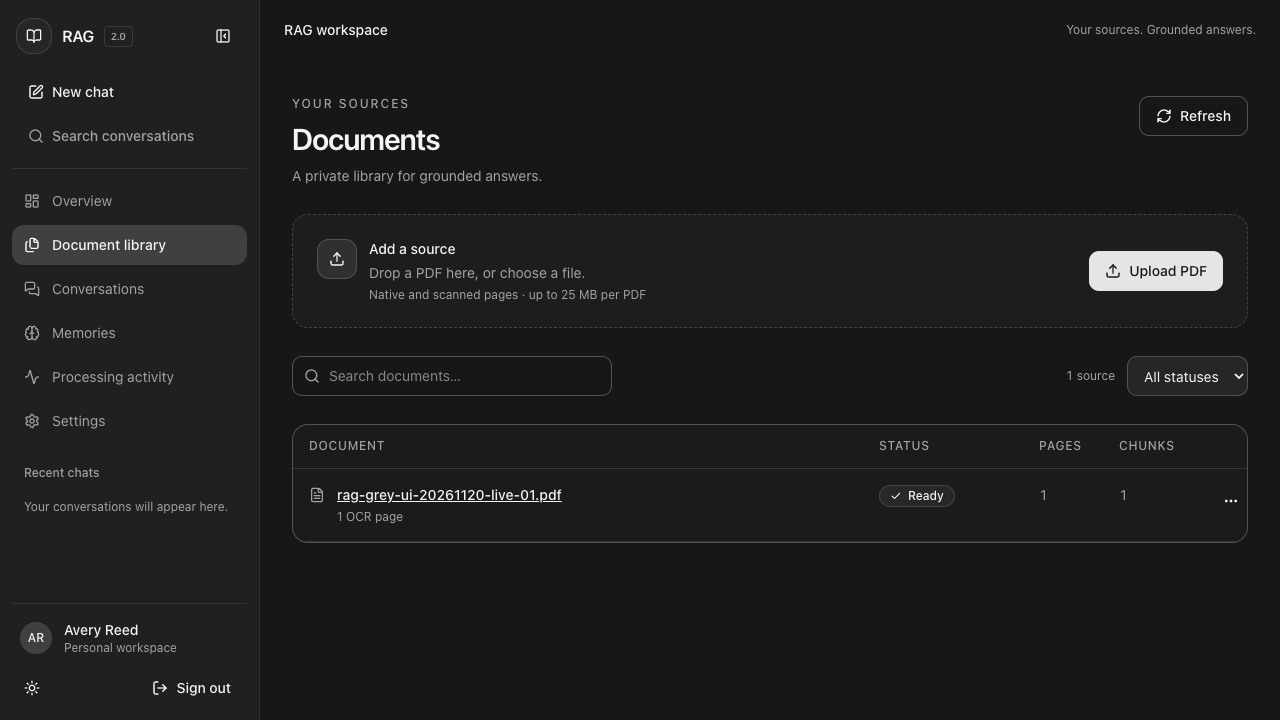 RAG 2.0
New chat
Search conversations
Overview
Document library
Conversations
Memories
Processing activity
Settings
Recent chats
Your conversations will appear here.
AR
Avery Reed
Personal workspace
Sign out
RAG workspace
Your sources. Grounded answers.
YOUR SOURCES
Documents
A private library for grounded answers.
Refresh
Add a source
Drop a PDF here, or choose a file.
Native and scanned pages · up to 25 MB per PDF
Upload PDF
Search documents...
1 source
All statuses
DOCUMENT STATUS PAGES CHUNKS
rag-grey-ui-20261120-live-01.pdf Ready 1 1
1 OCR page